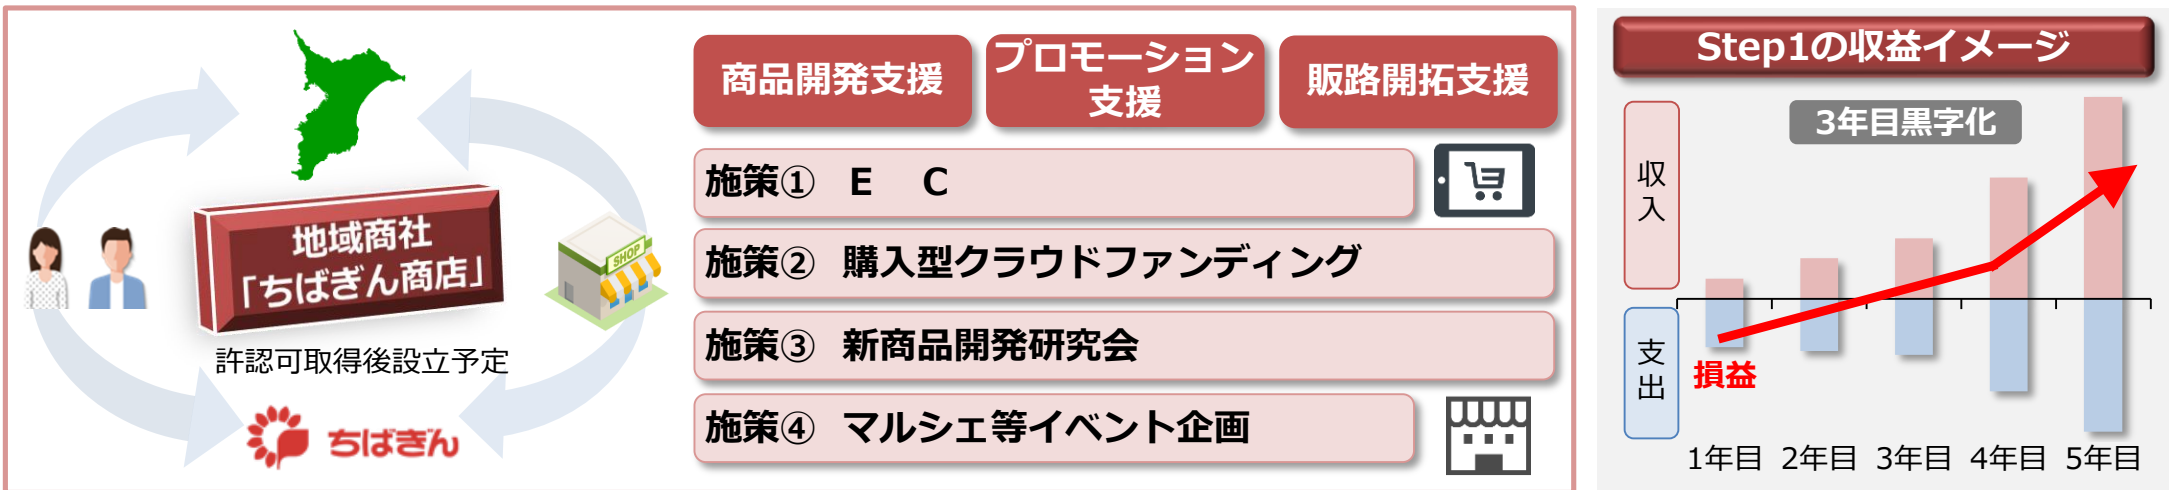 地域商社
「ちばぎん商店」
SHOP
許認可取得後設立予定
ちばぎん
商品開発支援
プロモーション
支援
販路開拓支援
施策① E C
施策② 購入型クラウドファンディング
施策③ 新商品開発研究会
施策④ マルシェ等イベント企画
Step1の収益イメージ
3年目黒字化
収入
支出
損益
1年目 2年目 3年目 4年目 5年目